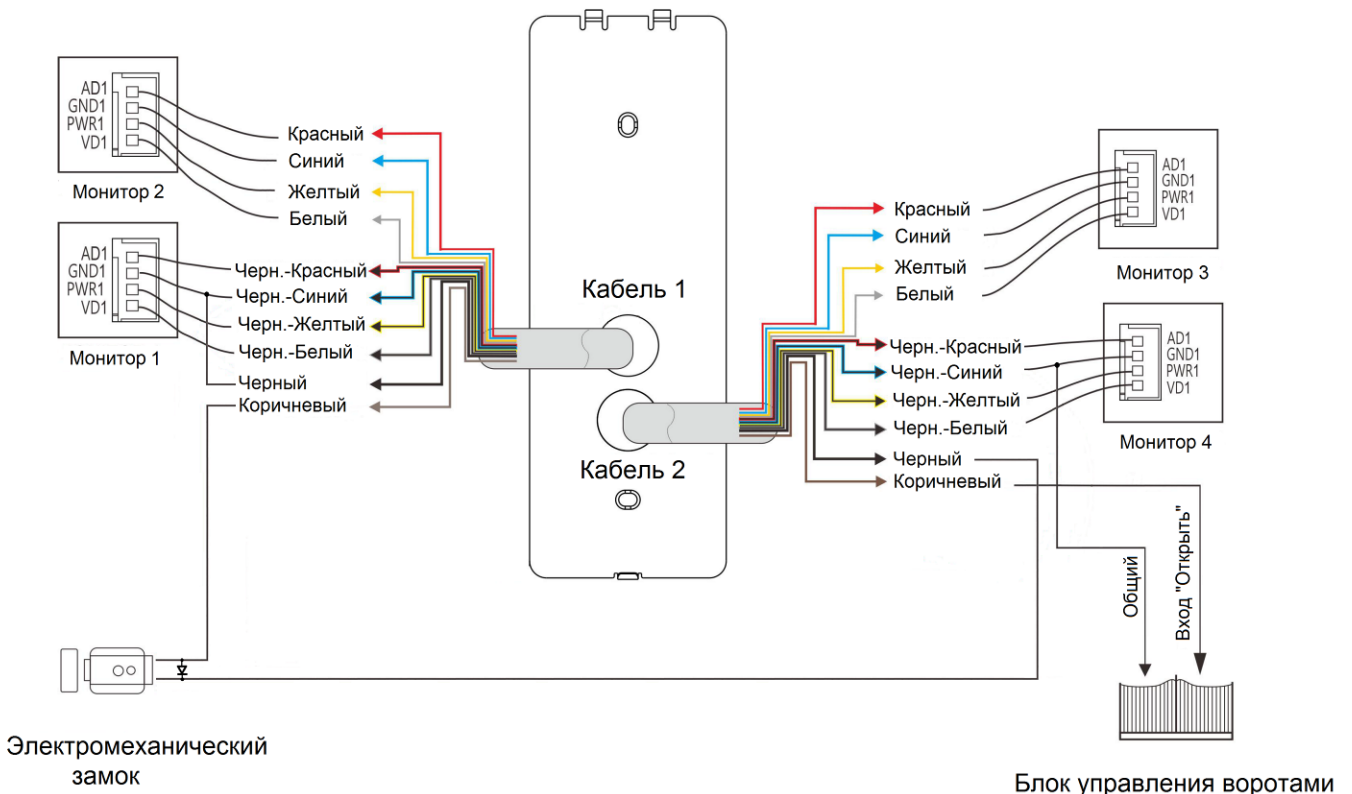 AD1
GND1
PWR1
VD1
Монитор 2
Красный
Синий
Желтый
Белый
AD1
GND1
PWR1
VD1
Монитор 1
Черн.-Красный
Черн.-Синий
Черн.-Желтый
Черн.-Белый
Черный
Коричневый
Кабель 1
Кабель 2
Красный
Синий
Желтый
Белый
AD1
GND1
PWR1
VD1
Монитор 3
Черн.-Красный
Черн.-Синий
Черн.-Желтый
Черн.-Белый
Черный
Коричневый
AD1
GND1
PWR1
VD1
Монитор 4
Общий
Вход "Открыть"
Электромеханический
замок
Блок управления воротами